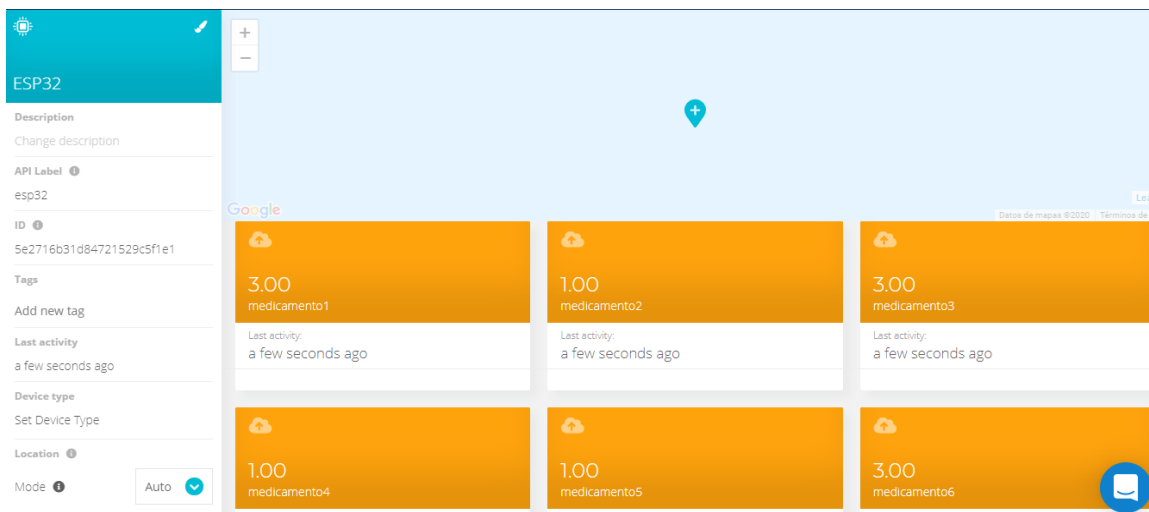 ESP32
Description
Change description
API Label
esp32
ID
5e2716b31d84721529c5f1e1
Tags
Add new tag
Last activity
a few seconds ago
Device type
Set Device Type
Location
Mode
Auto
+
−
Google
Lea
Datos de mapas ©2020
Términos de
3.00
medicamento1
Last activity:
a few seconds ago
1.00
medicamento2
Last activity:
a few seconds ago
3.00
medicamento3
Last activity:
a few seconds ago
1.00
medicamento4
1.00
medicamento5
3.00
medicamento6